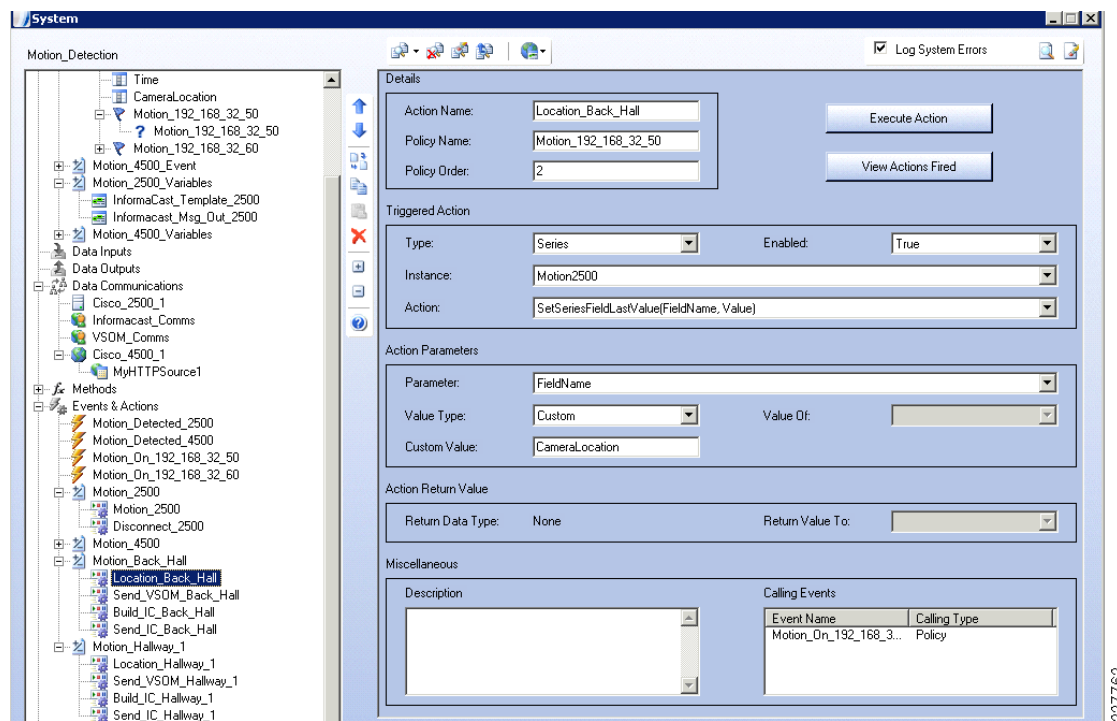 System
Motion_Detection
Log System Errors
Time
CameraLocation
Motion_192_168_32_50
Motion_192_168_32_50
Motion_192_168_32_60
Motion_4500_Event
Motion_2500_Variables
InformaCast_Template_2500
Informacast_Msg_Out_2500
Motion_4500_Variables
Data Inputs
Data Outputs
Data Communications
Cisco_2500_1
Informacast_Comms
VSOM_Comms
Cisco_4500_1
MyHTTPSource1
Methods
Events & Actions
Motion_Detected_2500
Motion_Detected_4500
Motion_On_192_168_32_50
Motion_On_192_168_32_60
Motion_2500
Motion_2500
Disconnect_2500
Motion_4500
Motion_Back_Hall
Location_Back_Hall
Send_VSOM_Back_Hall
Build_IC_Back_Hall
Send_IC_Back_Hall
Motion_Hallway_1
Location_Hallway_1
Send_VSOM_Hallway_1
Build_IC_Hallway_1
Send_IC_Hallway_1
Details
Action Name: Location_Back_Hall
Policy Name: Motion_192_168_32_50
Policy Order: 2
Execute Action
View Actions Fired
Triggered Action
Type: Series Enabled: True
Instance: Motion2500
Action: SetSeriesFieldLastValue(FieldName, Value)
Action Parameters
Parameter: FieldName
Value Type: Custom Value Of:
Custom Value: CameraLocation
Action Return Value
Return Data Type: None Return Value To:
Miscellaneous
Description
Calling Events
Event Name Calling Type
Motion_On_192_168_3... Policy